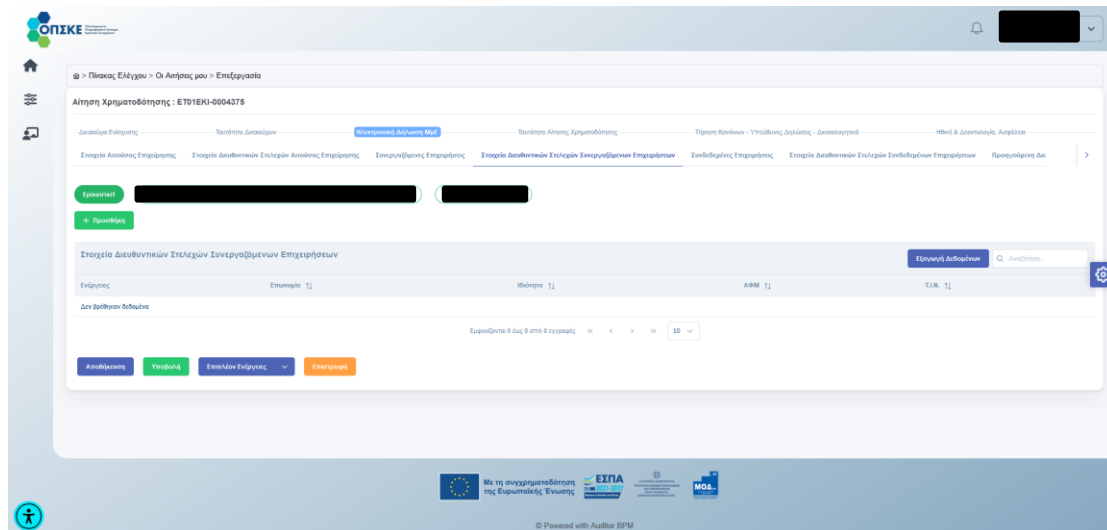 ΟΠΣΚΕ
> Πίνακας Ελέγχου > Οι Αιτήσεις μου > Επεξεργασία
Αίτηση Χρηματοδότησης : ET01EKI-0004375
Δικαιούχοι Ενίσχυσης Ταυτότητα Δικαιούχων Ηλεκτρονική Δήλωση ΜμΕ Ταυτότητα Αίτησης Χρηματοδότησης Τήρηση Κανόνων - Υπεύθυνες Δηλώσεις - Δικαιολογητικά Ηθική & Δεοντολογία, Ασφάλεια
Στοιχεία Αιτούσας Επιχείρησης Στοιχεία Διευθυντικών Στελεχών Αιτούσας Επιχείρησης Συνεργαζόμενες Επιχειρήσεις Στοιχεία Διευθυντικών Στελεχών Συνεργαζόμενων Επιχειρήσεων Συνδεδεμένες Επιχειρήσεις Στοιχεία Διευθυντικών Στελεχών Συνδεδεμένων Επιχειρήσεων Προηγούμενη Δια
+ Προσθήκη
Στοιχεία Διευθυντικών Στελεχών Συνεργαζόμενων Επιχειρήσεων
Εξαγωγή Δεδομένων Αναζήτηση...
Ενέργειες Επωνυμία Ιδιότητα ΑΦΜ T.I.N.
Δεν βρέθηκαν δεδομένα
Εμφανίζονται 0 έως 0 από 0 εγγραφές 10
Αποθήκευση Υποβολή Επιπλέον Ενέργειες Επιστροφή
Με τη συγχρηματοδότηση
της Ευρωπαϊκής Ένωσης
ΕΣΠΑ
2021-2027
ΜΟΔ
© Powered with Auditor BPM